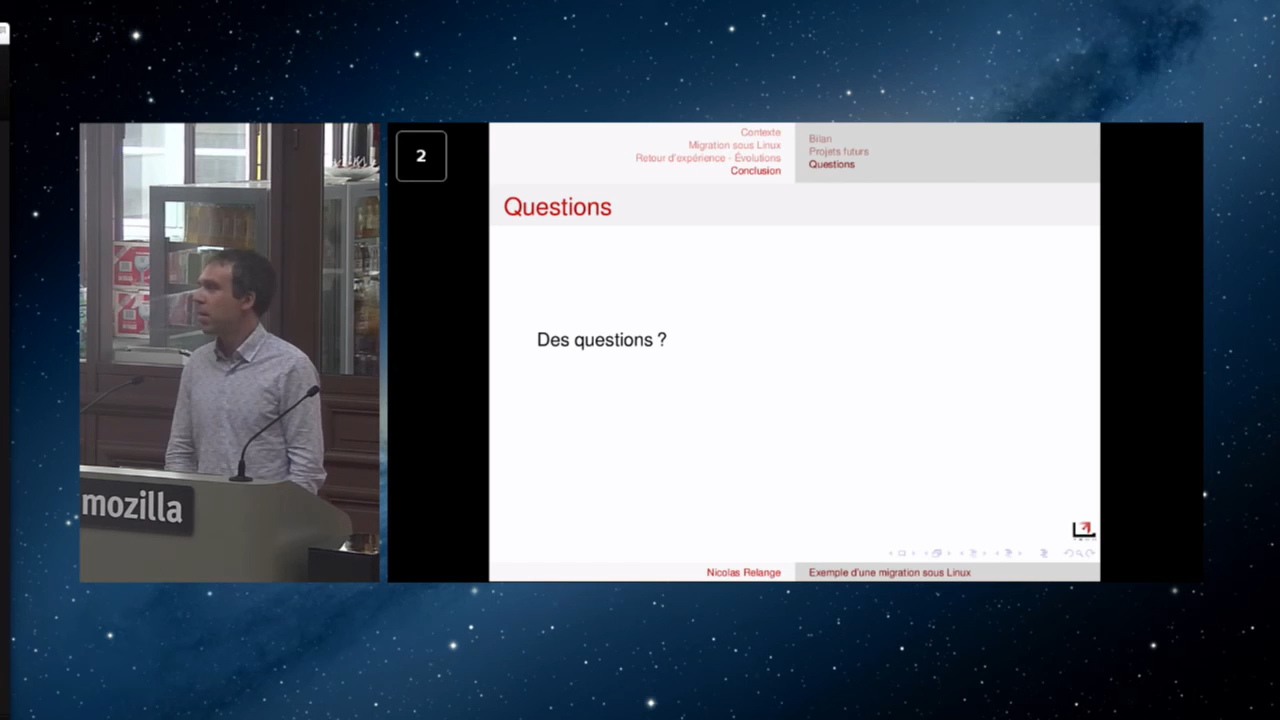 2
Contexte
Migration sous Linux
Retour d'expérience - Évolutions
Conclusion
Bilan
Projets futurs
Questions
Questions
Des questions ?
mozilla
Nicolas Relange
Exemple d'une migration sous Linux